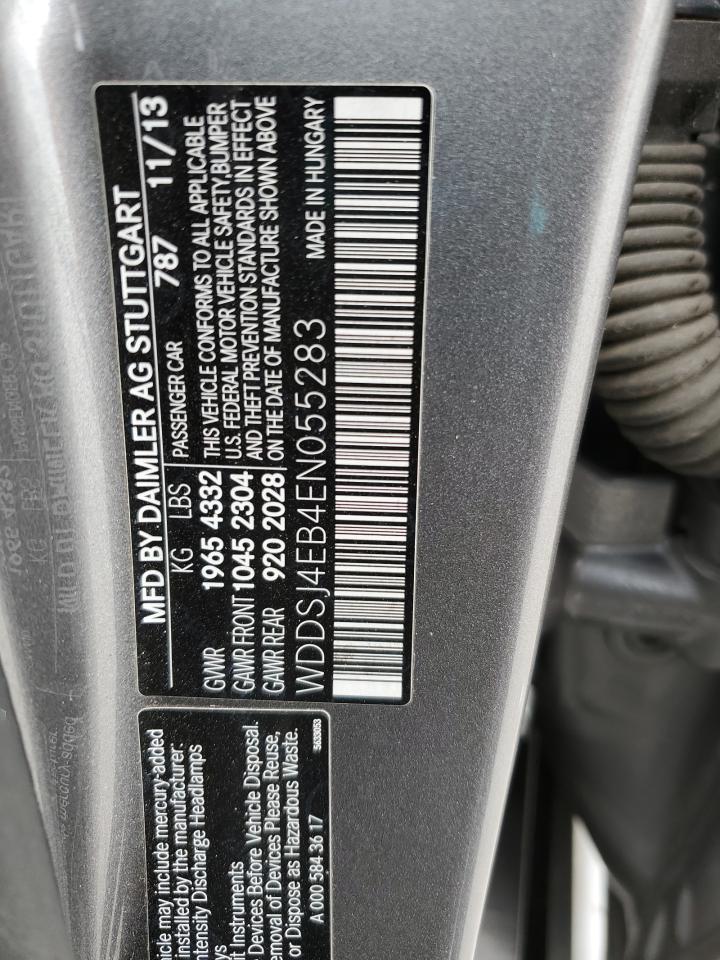 MFD BY DAIMLER AG STUTTGART
KG LBS PASSENGER CAR 787 11/13
GVWR 1965 4332 THIS VEHICLE CONFORMS TO ALL APPLICABLE
GAWR FRONT 1045 2304 U.S. FEDERAL MOTOR VEHICLE SAFETY, BUMPER
GAWR REAR 920 2028 AND THEFT PREVENTION STANDARDS IN EFFECT
ON THE DATE OF MANUFACTURE SHOWN ABOVE
WDDSJ4EB4EN055283 MADE IN HUNGARY
may include mercury-added
installed by the manufacturer:
Discharge Headlamps
Instruments
Devices Before Vehicle Disposal.
of Devices Please Reuse,
or Dispose as Hazardous Waste.
A 000 584 36 17 5633053